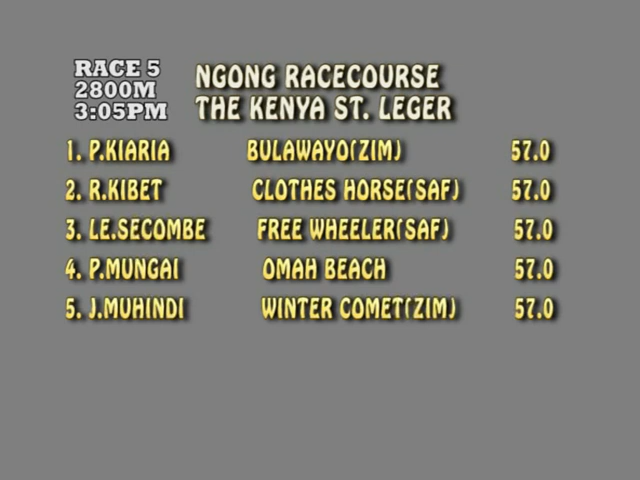 RACE 5
2800M
3:05PM
NGONG RACECOURSE
THE KENYA ST. LEGER
1. P.KIARIA BULAWAYO(ZIM) 57.0
2. R.KIBET CLOTHES HORSE(SAF) 57.0
3. LE.SECOMBE FREE WHEELER(SAF) 57.0
4. P.MUNGAI OMAH BEACH 57.0
5. J.MUHINDI WINTER COMET(ZIM) 57.0